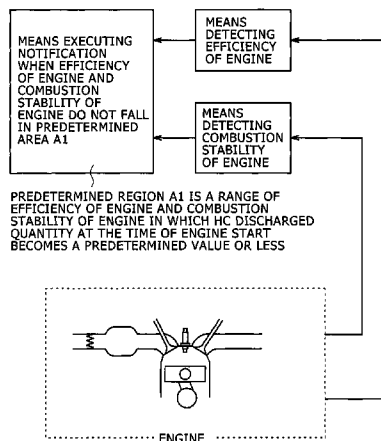 MEANS EXECUTING
NOTIFICATION
WHEN EFFICIENCY
OF ENGINE AND
COMBUSTION
STABILITY OF
ENGINE DO NOT FALL
IN PREDETERMINED
AREA A1
MEANS
DETECTING
EFFICIENCY
OF ENGINE
MEANS
DETECTING
COMBUSTION
STABILITY
OF ENGINE
PREDETERMINED REGION A1 IS A RANGE OF
EFFICIENCY OF ENGINE AND COMBUSTION
STABILITY OF ENGINE IN WHICH HC DISCHARGED
QUANTITY AT THE TIME OF ENGINE START
BECOMES A PREDETERMINED VALUE OR LESS
ENGINE